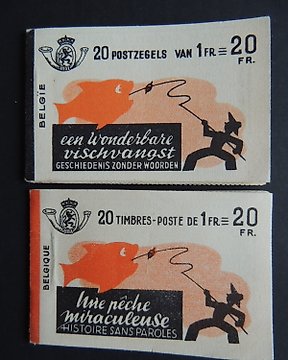 20 POSTZEGELS VAN 1 FR = 20
FR.
BELGÏE
een wonderbare
vischvangst
GESCHIEDENIS ZONDER WOORDEN
20 TIMBRES-POSTE DE 1 FR. = 20
FR.
BELGIQUE
Une pêche
miraculeuse
HISTOIRE SANS PAROLES